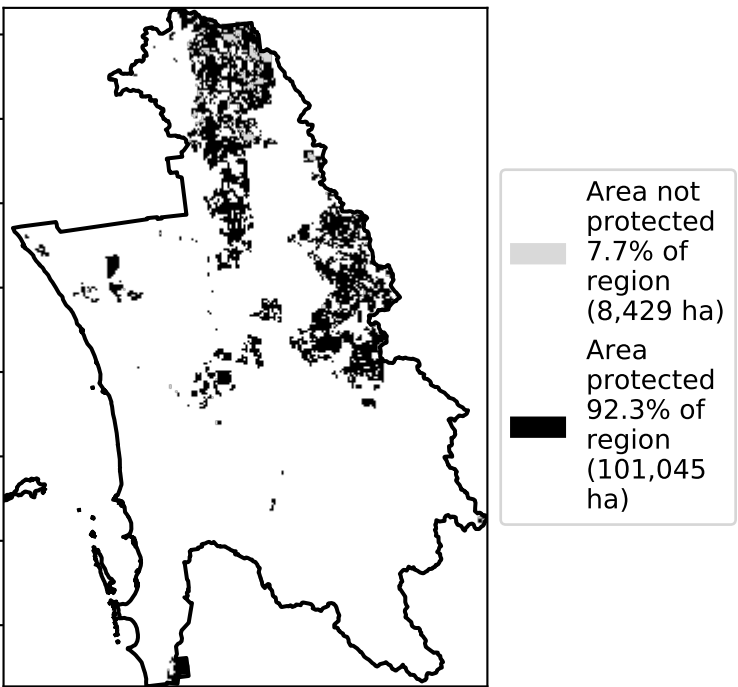 Area not
protected
7.7% of
region
(8,429 ha)
Area
protected
92.3% of
region
(101,045
ha)